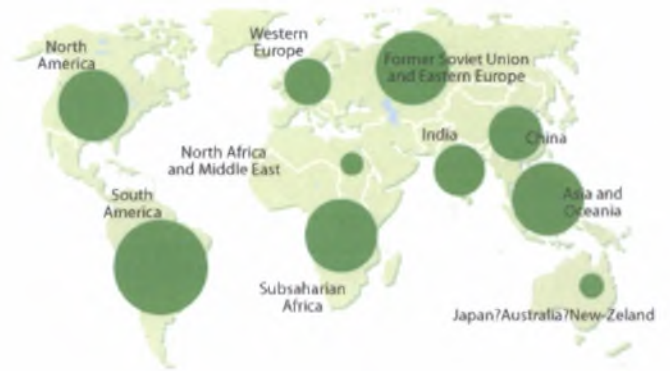 North
America
Western
Europe
Former Soviet Union
and Eastern Europe
North Africa
and Middle East
India
China
South
America
Asia and
Oceania
Subsaharian
Africa
Japan?Australia?New-Zeland